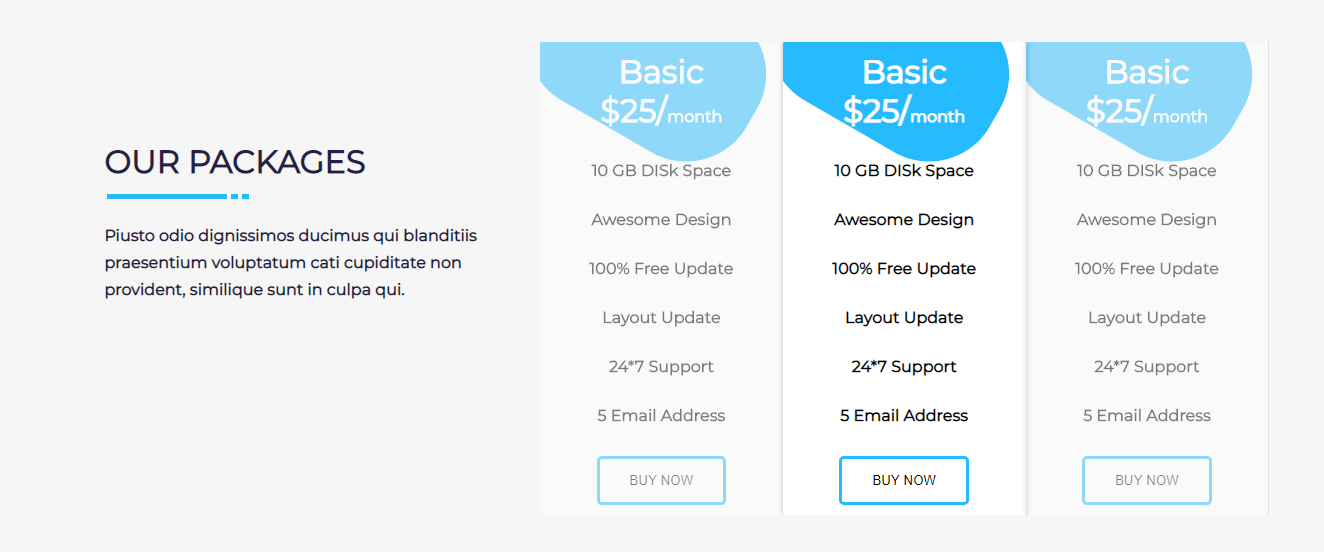 OUR PACKAGES
Piusto odio dignissimos ducimus qui blanditiis
praesentium voluptatum cati cupiditate non
provident, similique sunt in culpa qui.
Basic
$25/month
10 GB DISk Space
Awesome Design
100% Free Update
Layout Update
24*7 Support
5 Email Address
BUY NOW
Basic
$25/month
10 GB DISk Space
Awesome Design
100% Free Update
Layout Update
24*7 Support
5 Email Address
BUY NOW
Basic
$25/month
10 GB DISk Space
Awesome Design
100% Free Update
Layout Update
24*7 Support
5 Email Address
BUY NOW